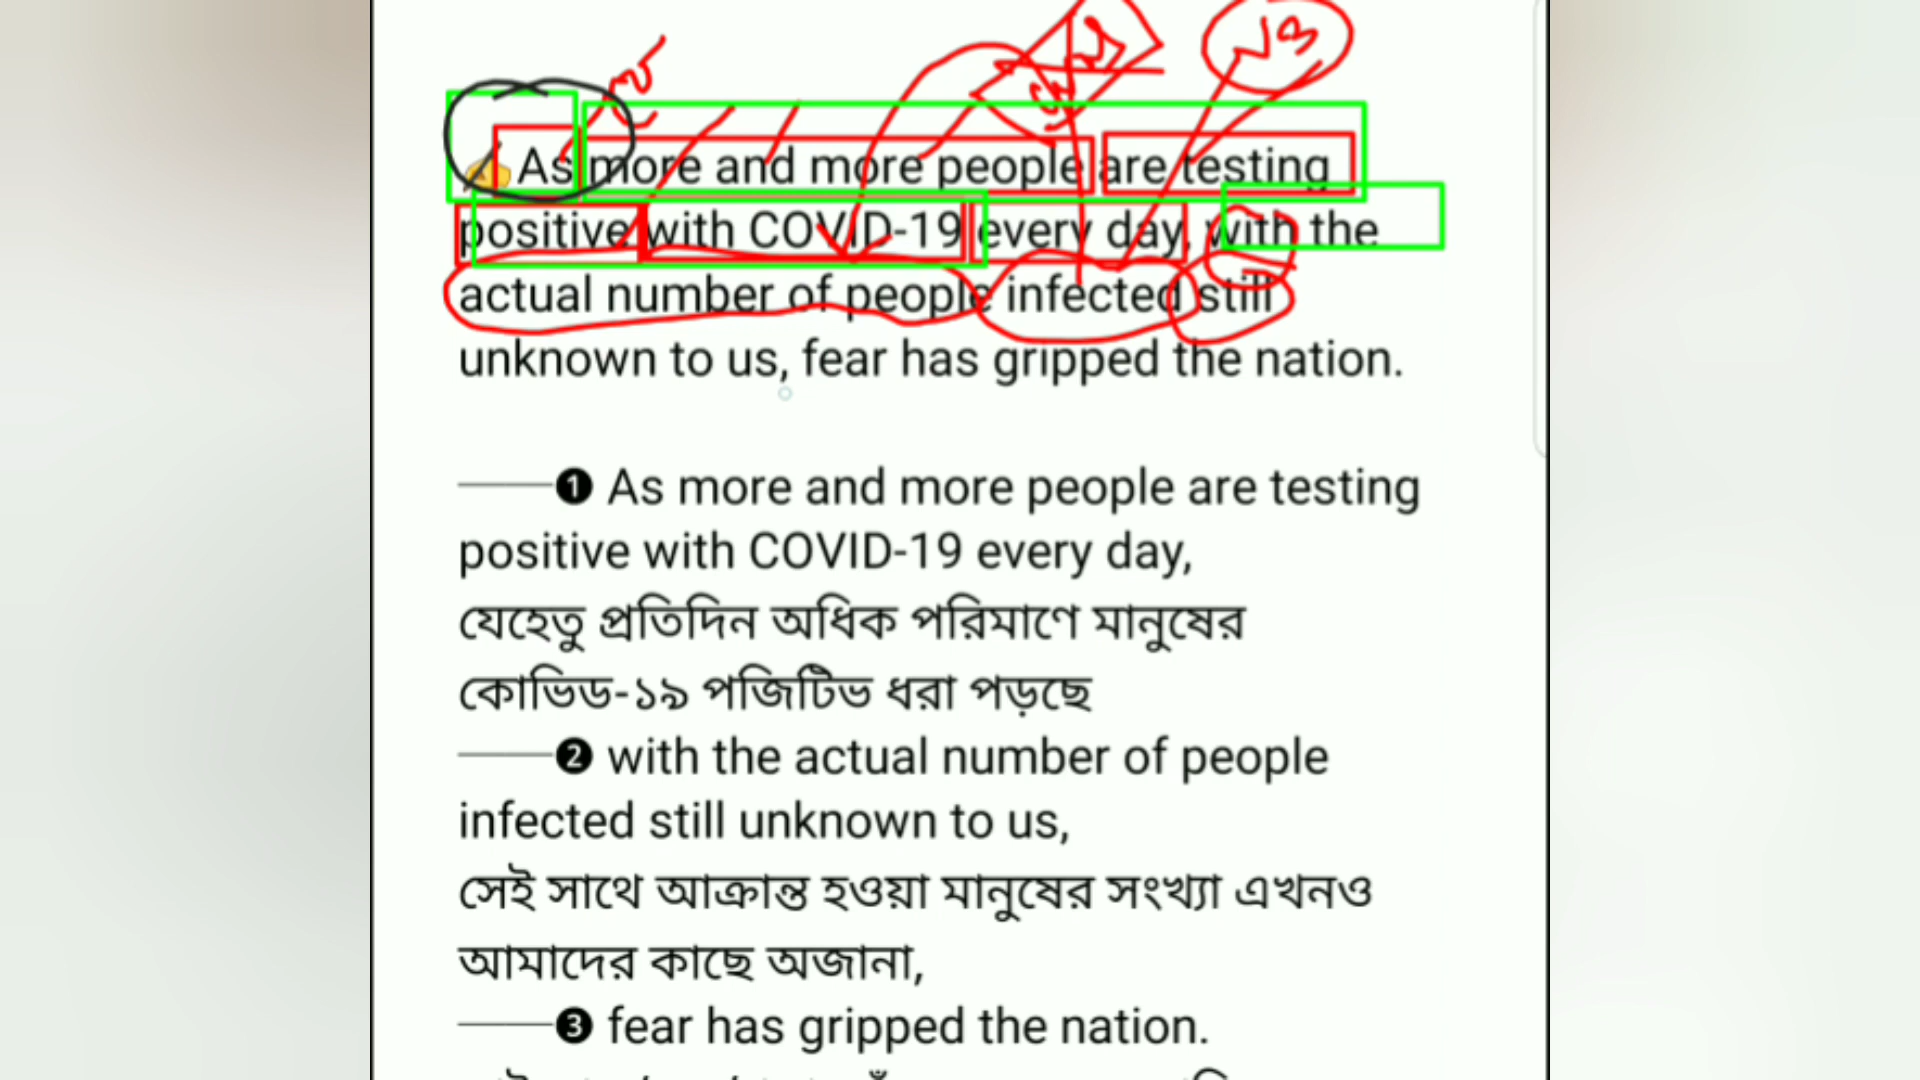 V3
As more and more people are testing
positive with COVID-19 every day, with the
actual number of people infected still
unknown to us, fear has gripped the nation.
——❶ As more and more people are testing
positive with COVID-19 every day,
যেহেতু প্রতিদিন অধিক পরিমাণে মানুষের
কোভিড-১৯ পজিটিভ ধরা পড়ছে
——❷ with the actual number of people
infected still unknown to us,
সেই সাথে আক্রান্ত হওয়া মানুষের সংখ্যা এখনও
আমাদের কাছে অজানা,
——❸ fear has gripped the nation.